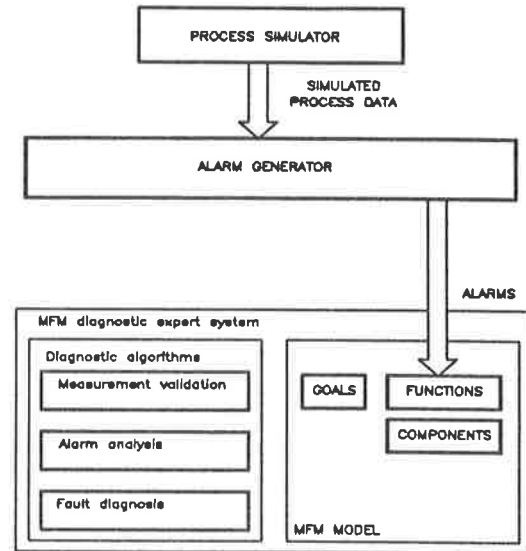 PROCESS SIMULATOR
SIMULATED
PROCESS DATA
ALARM GENERATOR
ALARMS
MFM diagnostic expert system
Diagnostic algorithms
Measurement validation
Alarm analysis
Fault diagnosis
GOALS
FUNCTIONS
COMPONENTS
MFM MODEL